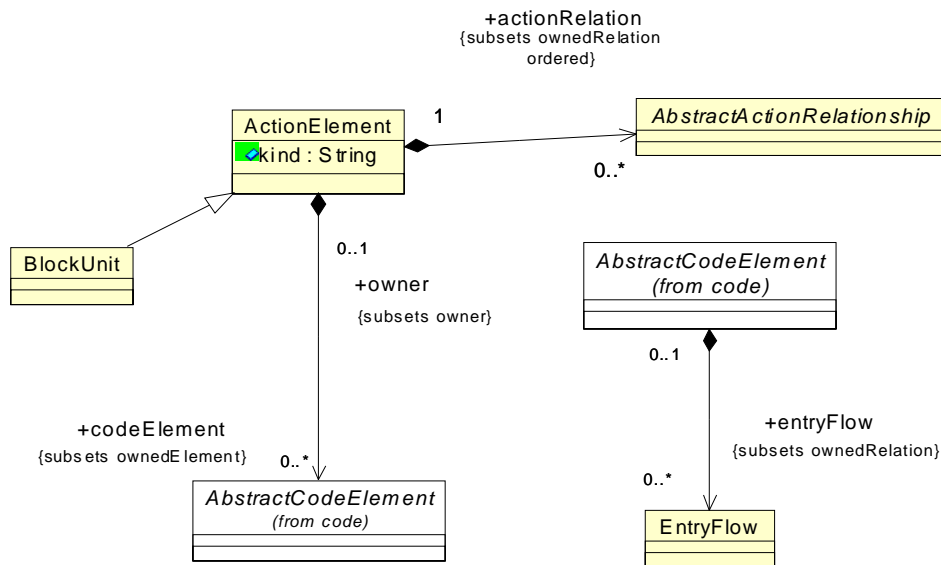 +actionRelation
{subsets ownedRelation
ordered}
ActionElement
kind : String
1
AbstractActionRelationship
0..*
BlockUnit
0..1
+owner
{subsets owner}
AbstractCodeElement
(from code)
0..1
+codeElement
{subsets ownedElement}
0..*
+entryFlow
{subsets ownedRelation}
0..*
AbstractCodeElement
(from code)
EntryFlow